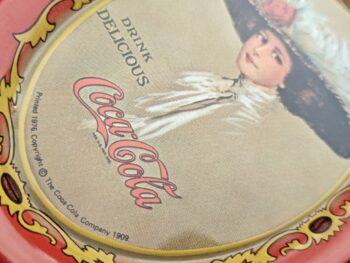 DRINK
DELICIOUS
Coca-Cola
Printed 1976, Copyright © The Coca Cola Company 1909